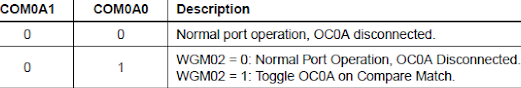 COM0A1 COM0A0 Description
0 0 Normal port operation, OC0A disconnected.
0 1 WGM02 = 0: Normal Port Operation, OC0A Disconnected.
WGM02 = 1: Toggle OC0A on Compare Match.